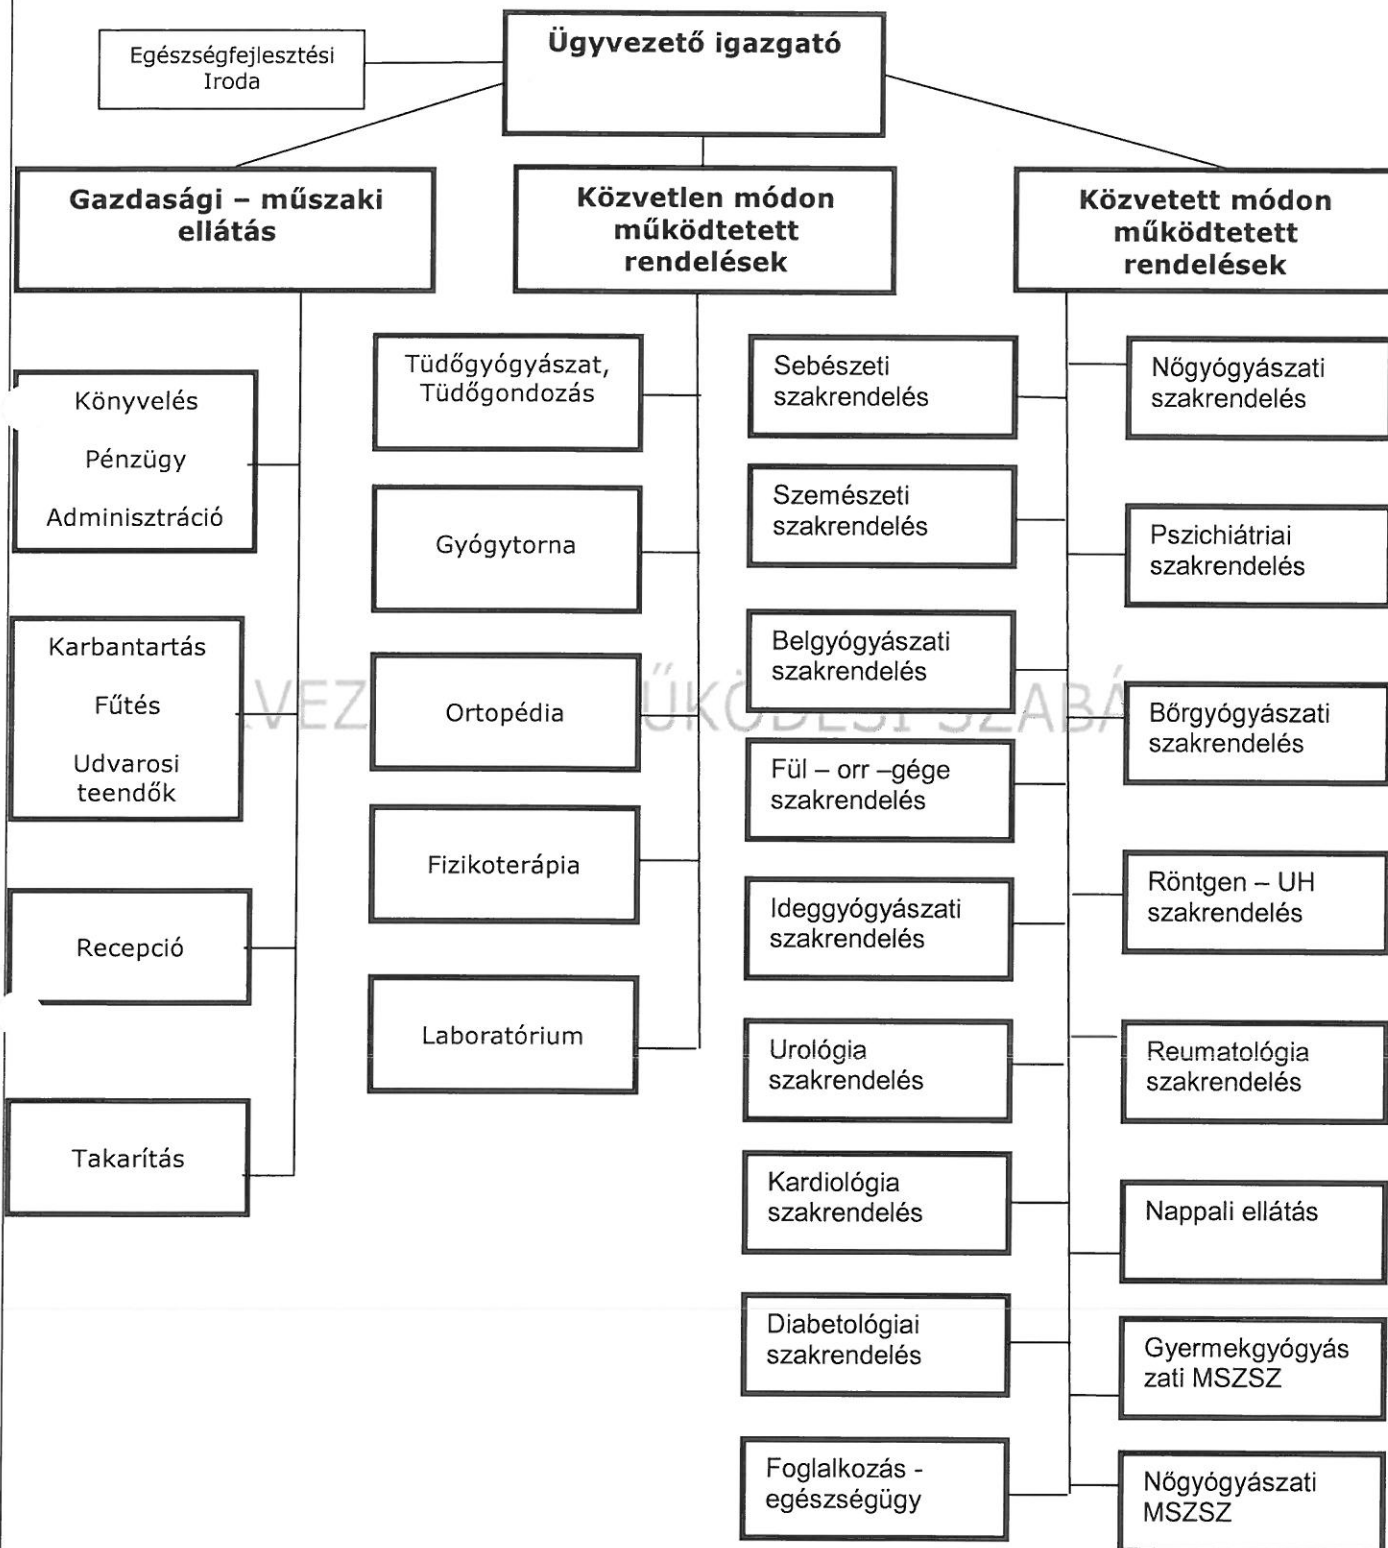 Egészségfejlesztési
Iroda
Ügyvezető igazgató
Gazdasági – műszaki
ellátás
Közvetlen módon
működtetett
rendelések
Közvetett módon
működtetett
rendelések
Könyvelés
Pénzügy
Adminisztráció
Karbantartás
Fűtés
Udvarosi
teendők
Recepció
Takarítás
Tüdőgyógyászat,
Tüdőgondozás
Gyógytorna
Ortopédia
Fizikoterápia
Laboratórium
Sebészeti
szakrendelés
Szemészeti
szakrendelés
Belgyógyászati
szakrendelés
Fül – orr –gége
szakrendelés
Ideggyógyászati
szakrendelés
Urológia
szakrendelés
Kardiológia
szakrendelés
Diabetológiai
szakrendelés
Foglalkozás -
egészségügy
Nőgyógyászati
szakrendelés
Pszichiátriai
szakrendelés
Bőrgyógyászati
szakrendelés
Röntgen – UH
szakrendelés
Reumatológia
szakrendelés
Nappali ellátás
Gyermekgyógyás
zati MSZSZ
Nőgyógyászati
MSZSZ